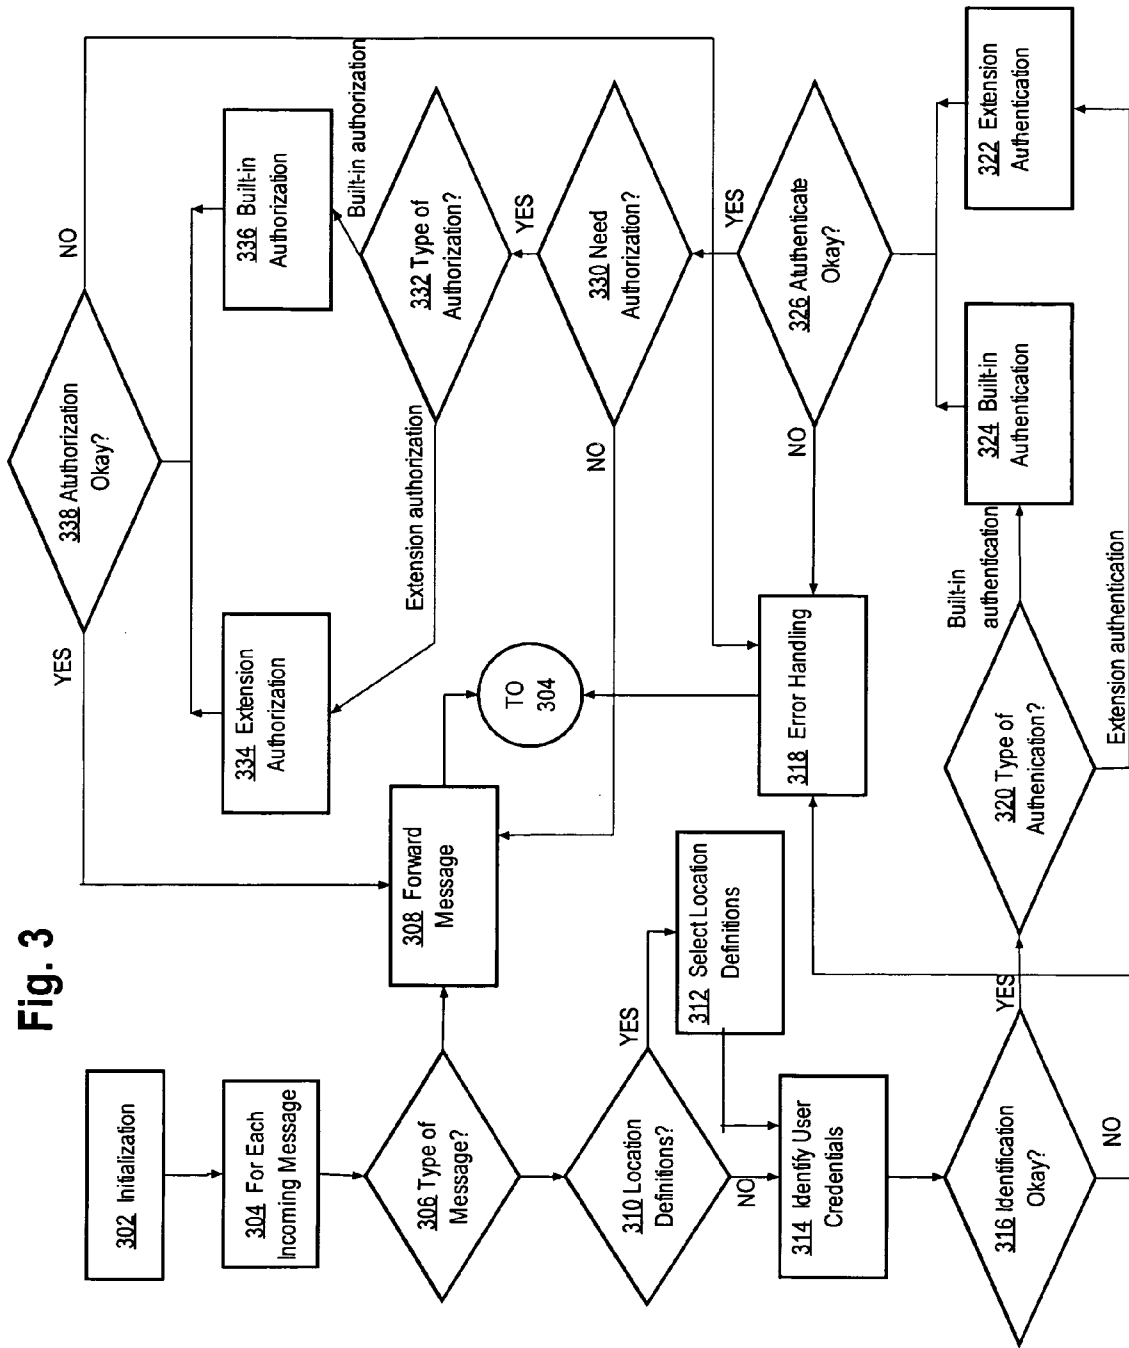 Fig. 3
302 Initialization
304 For Each
Incoming Message
306 Type of
Message?
308 Forward
Message
310 Location
Definitions?
YES
NO
312 Select Location
Definitions
314 Identify User
Credentials
316 Identification
Okay?
YES
NO
318 Error Handling
TO
304
320 Type of
Authenication?
Built-in
authentication
Extension authentication
324 Built-in
Authentication
322 Extension
Authentication
326 Atuthenticate
Okay?
YES
NO
330 Need
Authorization?
YES
NO
332 Type of
Authorization?
Built-in authorization
Extension authorization
334 Extension
Authorization
336 Built-in
Authorization
338 Atuthorization
Okay?
YES
NO